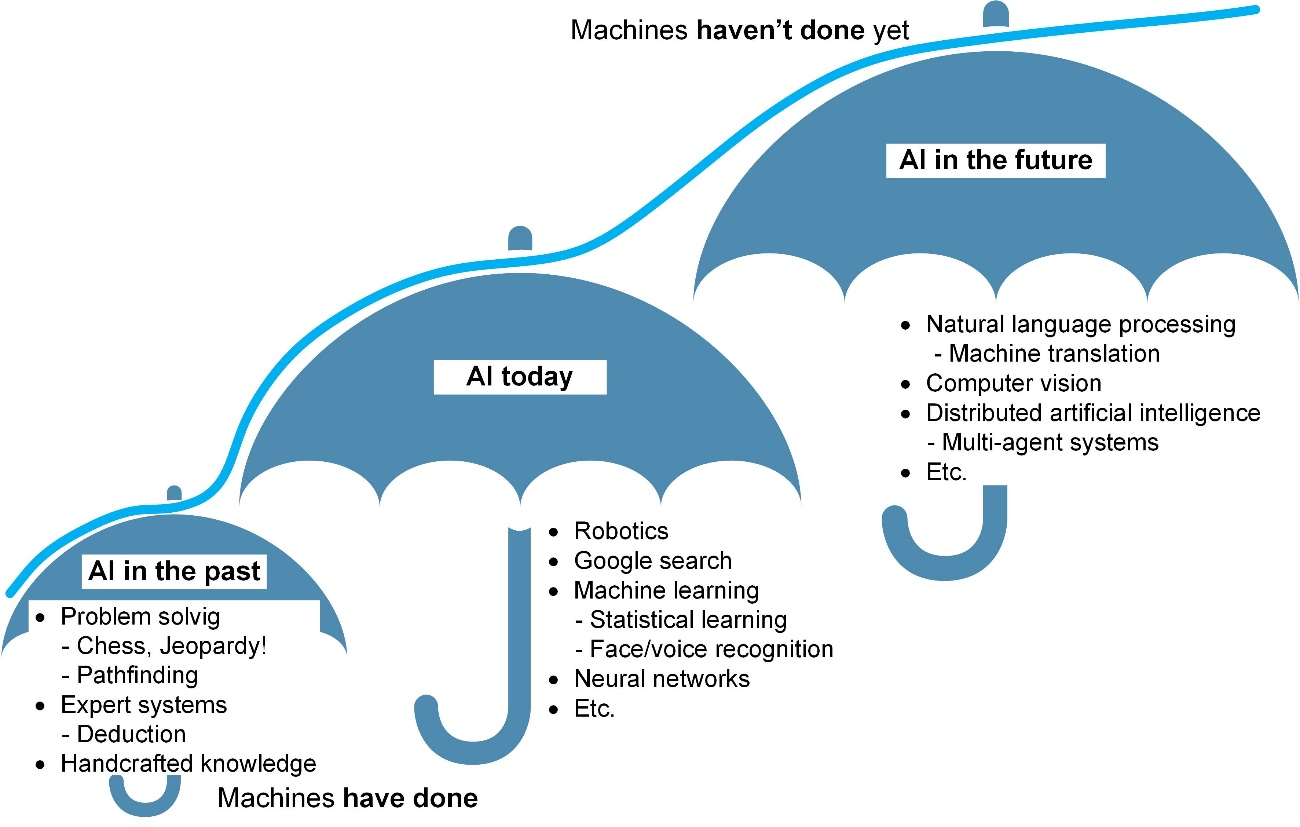 Machines haven't done yet
AI in the future
• Natural language processing
- Machine translation
• Computer vision
• Distributed artificial intelligence
- Multi-agent systems
• Etc.
AI today
• Robotics
• Google search
• Machine learning
- Statistical learning
- Face/voice recognition
• Neural networks
• Etc.
AI in the past
• Problem solvig
- Chess, Jeopardy!
- Pathfinding
• Expert systems
- Deduction
• Handcrafted knowledge
Machines have done